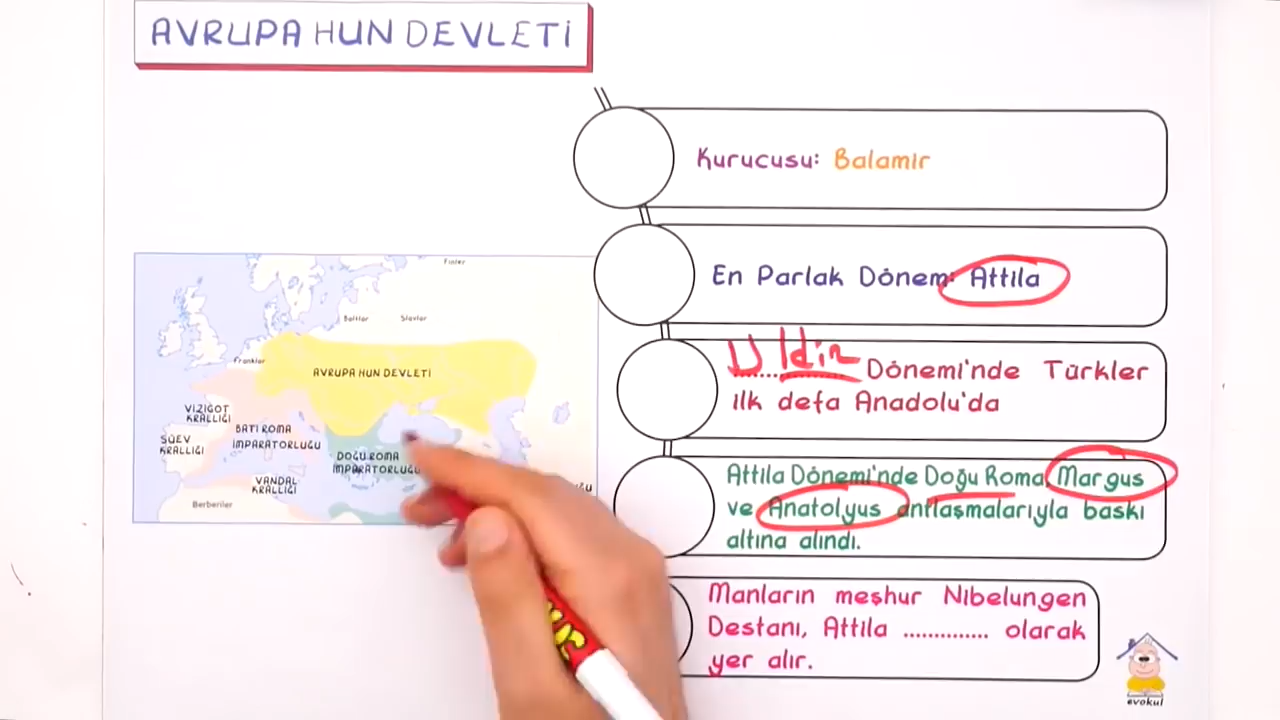 AVRUPA HUN DEVLETİ
Kurucusu: Balamir
En Parlak Dönem: Attila
Uldız Dönemi'nde Türkler
ilk defa Anadolu'da
Attila Dönemi'nde Doğu Roma Margus
ve Anatolyus antlaşmalarıyla baskı
altına alındı.
Manların meşhur Nibelungen
Destanı, Attila .............. olarak
yer alır.
Finler
Baltlar Slavlar
Franklar
AVRUPA HUN DEVLETİ
VİZİGOT
KRALLIĞI
BATI ROMA
İMPARATORLUĞU
SÜEV
KRALLIĞI
DOĞU ROMA
İMPARATORLUĞU
VANDAL
KRALLIĞI
Berberiler
evokul